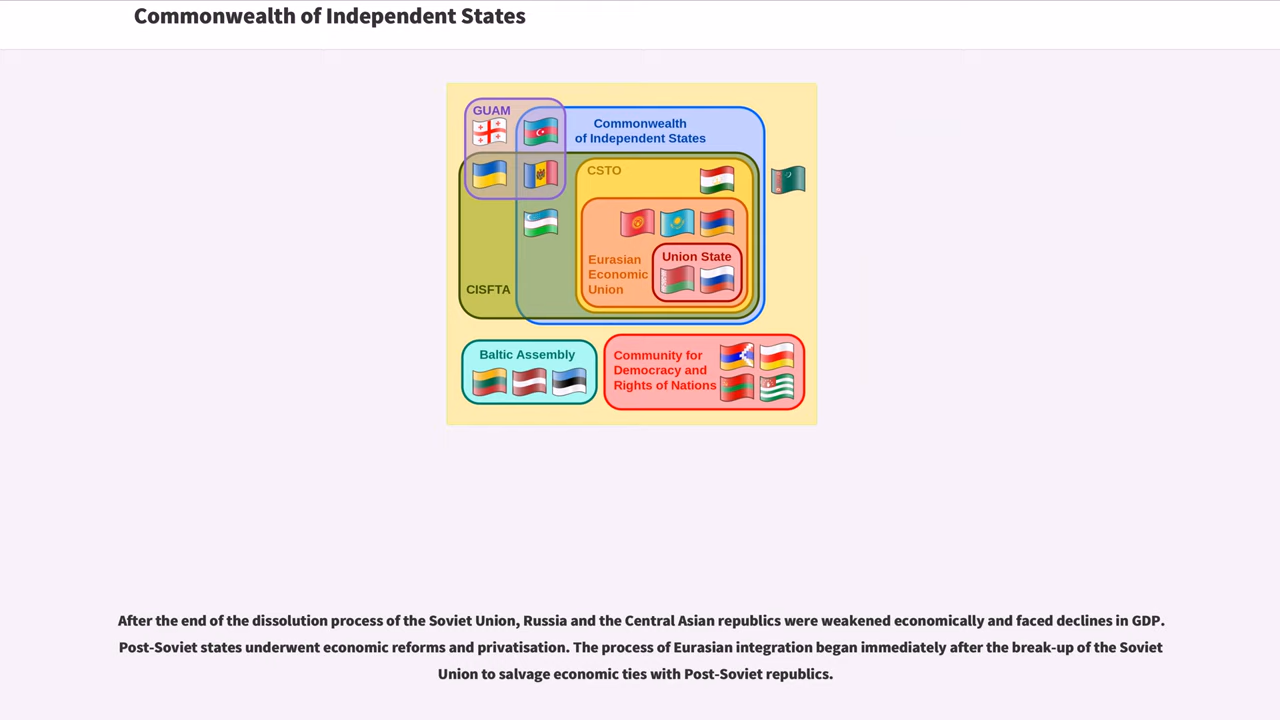 Commonwealth of Independent States
GUAM
Commonwealth
of Independent States
CSTO
Eurasian
Economic
Union
Union State
CISFTA
Baltic Assembly
Community for
Democracy and
Rights of Nations
After the end of the dissolution process of the Soviet Union, Russia and the Central Asian republics were weakened economically and faced declines in GDP.
Post-Soviet states underwent economic reforms and privatisation. The process of Eurasian integration began immediately after the break-up of the Soviet
Union to salvage economic ties with Post-Soviet republics.